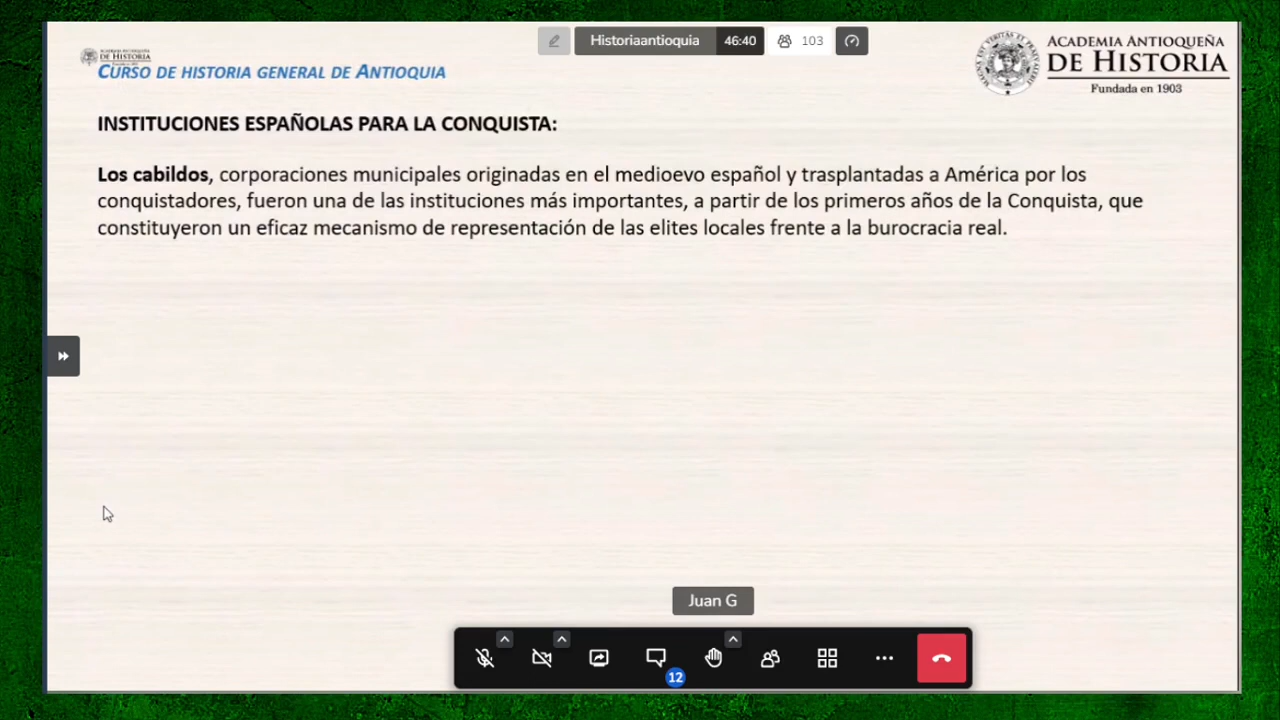 Historiaantioquia 46:40 103
ACADEMIA ANTIOQUEÑA
DE HISTORIA
Fundada en 1903
DE HISTORIA
CURSO DE HISTORIA GENERAL DE ANTIOQUIA
INSTITUCIONES ESPAÑOLAS PARA LA CONQUISTA:
Los cabildos, corporaciones municipales originadas en el medioevo español y trasplantadas a América por los
conquistadores, fueron una de las instituciones más importantes, a partir de los primeros años de la Conquista, que
constituyeron un eficaz mecanismo de representación de las elites locales frente a la burocracia real.
Juan G
12